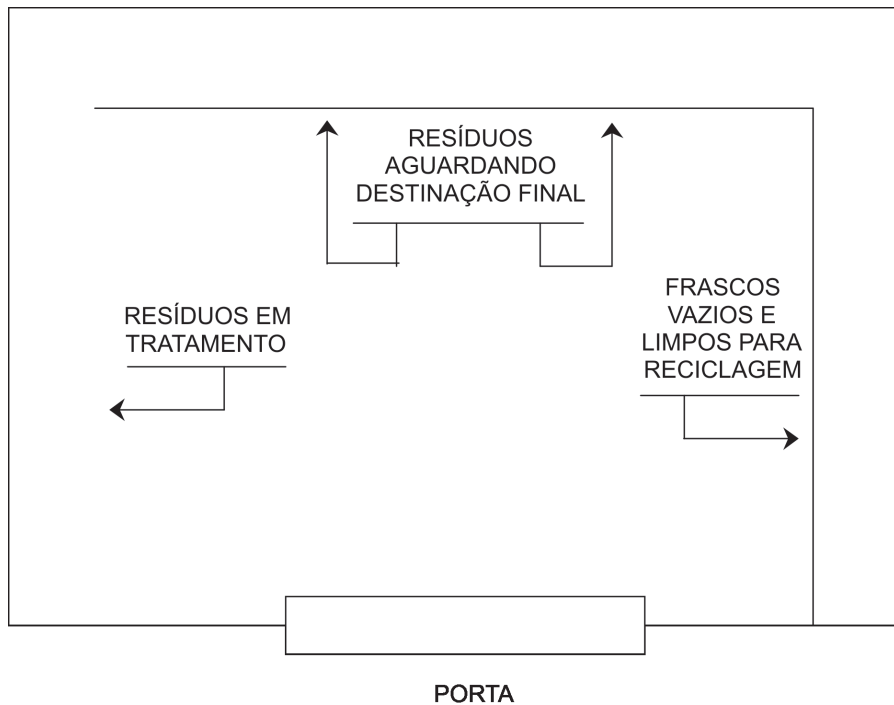 RESÍDUOS
AGUARDANDO
DESTINAÇÃO FINAL
RESÍDUOS EM
TRATAMENTO
FRASCOS
VAZIOS E
LIMPOS PARA
RECICLAGEM
PORTA